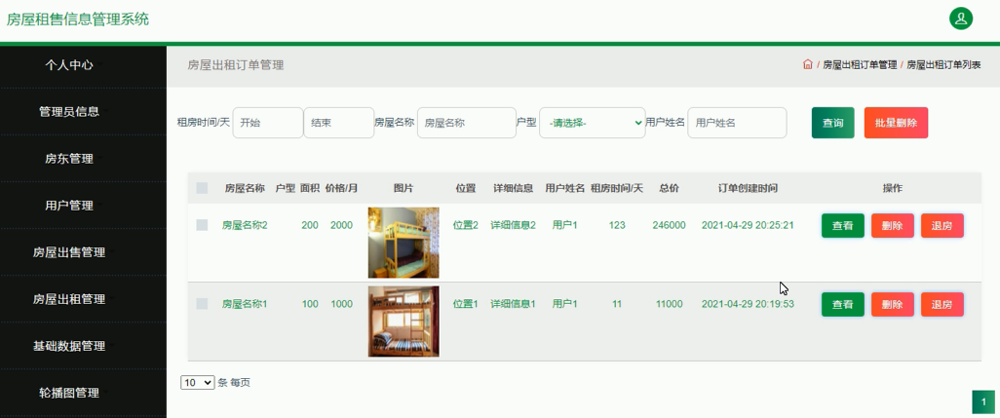 房屋租售信息管理系统
个人中心
管理员信息
房东管理
用户管理
房屋出售管理
房屋出租管理
基础数据管理
轮播图管理
房屋出租订单管理
/ 房屋出租订单管理 / 房屋出租订单列表
租房时间/天 开始 结束 房屋名称 房屋名称 户型 -请选择- 用户姓名 用户姓名 查询 批量删除
房屋名称 户型 面积 价格/月 图片 位置 详细信息 用户姓名 租房时间/天 总价 订单创建时间 操作
房屋名称2 200 2000 位置2 详细信息2 用户1 123 246000 2021-04-29 20:25:21 查看 删除 退房
房屋名称1 100 1000 位置1 详细信息1 用户1 11 11000 2021-04-29 20:19:53 查看 删除 退房
10 条 每页
1